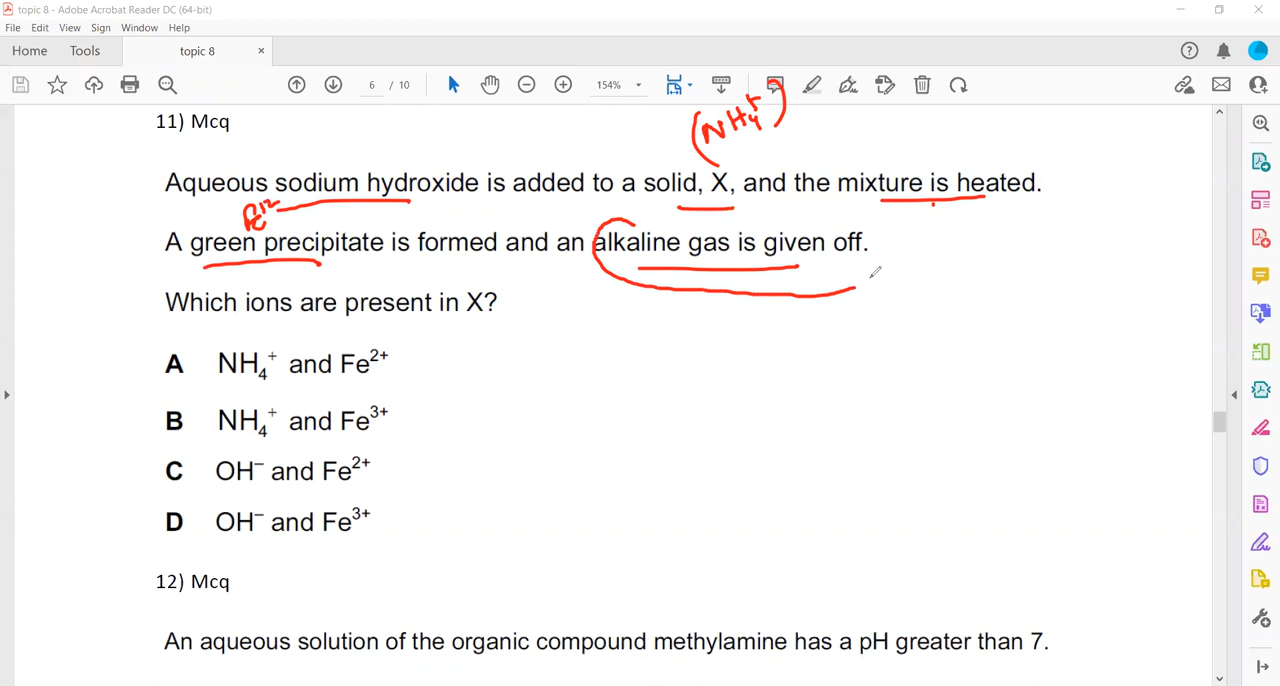 topic 8 - Adobe Acrobat Reader DC (64-bit)
File Edit View Sign Window Help
Home Tools topic 8 ×
6 / 10 154%
11) Mcq
(NH₄⁺)
Aqueous sodium hydroxide is added to a solid, X, and the mixture is heated.
Fe⁺²
A green precipitate is formed and an alkaline gas is given off.
Which ions are present in X?
A NH₄⁺ and Fe²⁺
B NH₄⁺ and Fe³⁺
C OH⁻ and Fe²⁺
D OH⁻ and Fe³⁺
12) Mcq
An aqueous solution of the organic compound methylamine has a pH greater than 7.